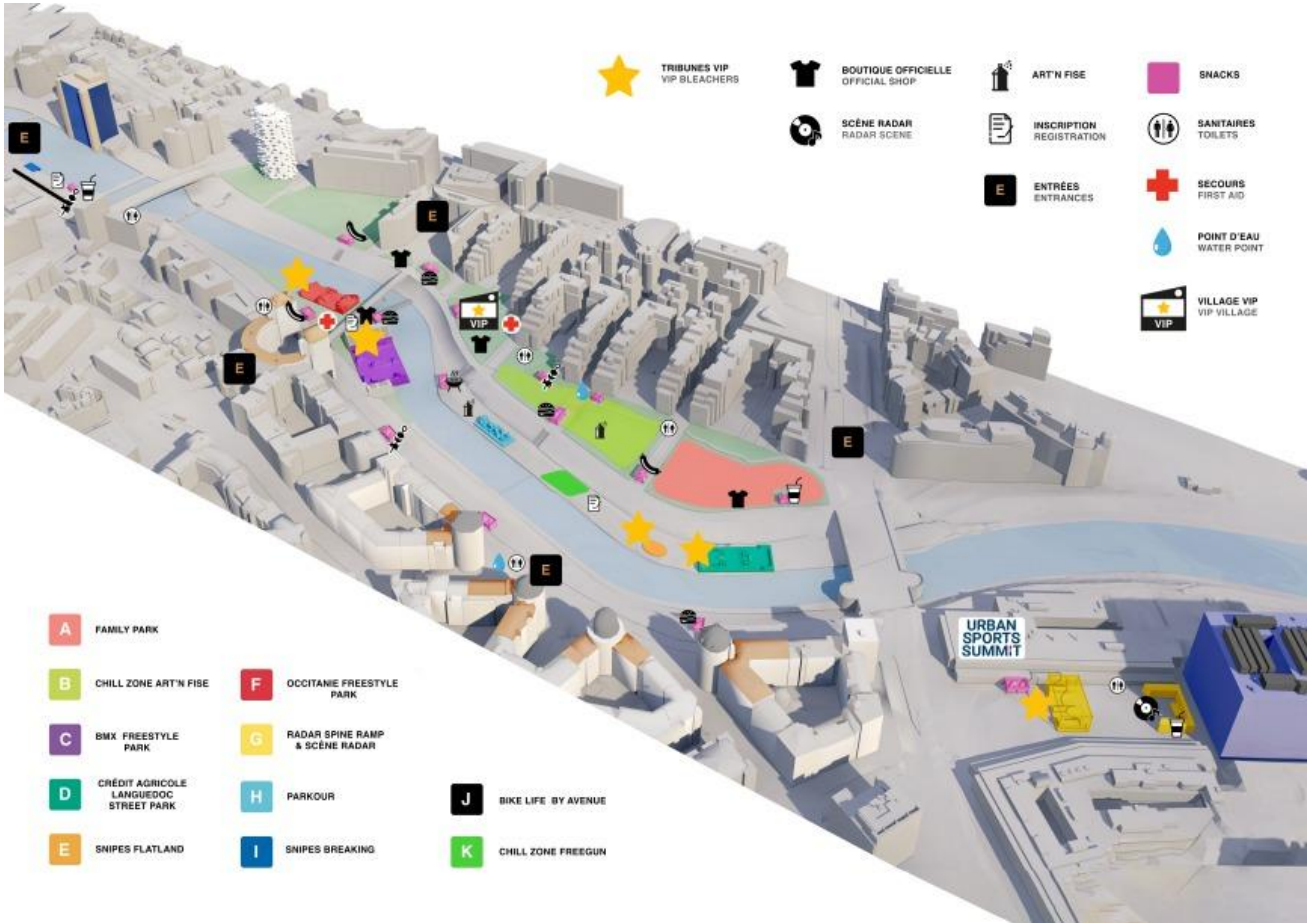 TRIBUNES VIP
VIP BLEACHERS
BOUTIQUE OFFICIELLE
OFFICIAL SHOP
ART'N FISE
SNACKS
SCÈNE RADAR
RADAR SCENE
INSCRIPTION
REGISTRATION
SANITAIRES
TOILETS
E
ENTRÉES
ENTRANCES
SECOURS
FIRST AID
POINT D'EAU
WATER POINT
VIP
VILLAGE VIP
VIP VILLAGE
E
E
VIP
E
E
E
URBAN
SPORTS
SUMMIT
A
FAMILY PARK
B
CHILL ZONE ART'N FISE
C
BMX FREESTYLE
PARK
D
CRÉDIT AGRICOLE
LANGUEDOC
STREET PARK
E
SNIPES FLATLAND
F
OCCITANIE FREESTYLE
PARK
G
RADAR SPINE RAMP
& SCÈNE RADAR
H
PARKOUR
I
SNIPES BREAKING
J
BIKE LIFE BY AVENUE
K
CHILL ZONE FREEGUN